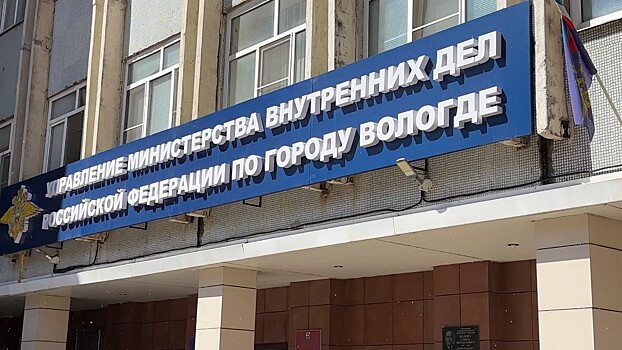 УПРАВЛЕНИЕ МИНИСТЕРСТВА ВНУТРЕННИХ ДЕЛ
РОССИЙСКОЙ ФЕДЕРАЦИИ ПО ГОРОДУ ВОЛОГДЕ